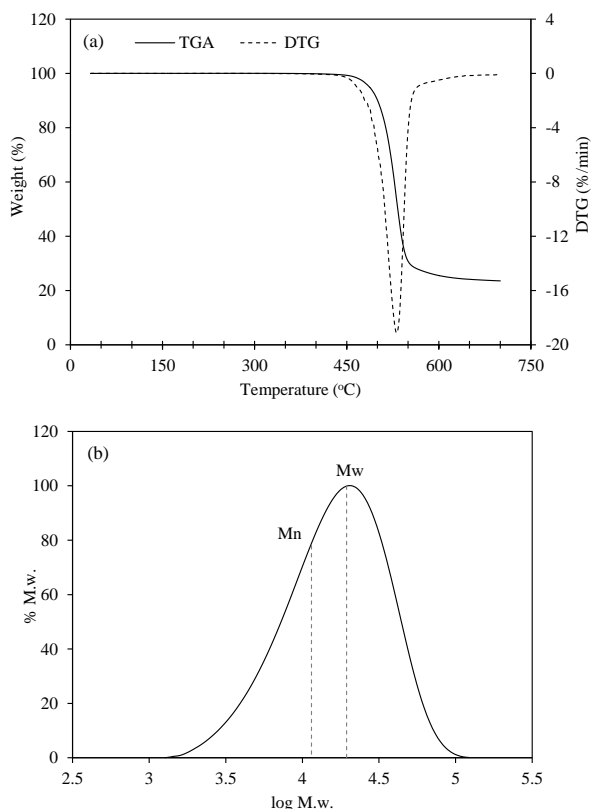 (a)
TGA
DTG
120
100
80
60
40
20
0
Weight (%)
4
0
-4
-8
-12
-16
-20
DTG (%/min)
0 150 300 450 600 750
Temperature (ºC)
(b)
Mw
Mn
120
100
80
60
40
20
0
% M.w.
2.5 3 3.5 4 4.5 5 5.5
log M.w.